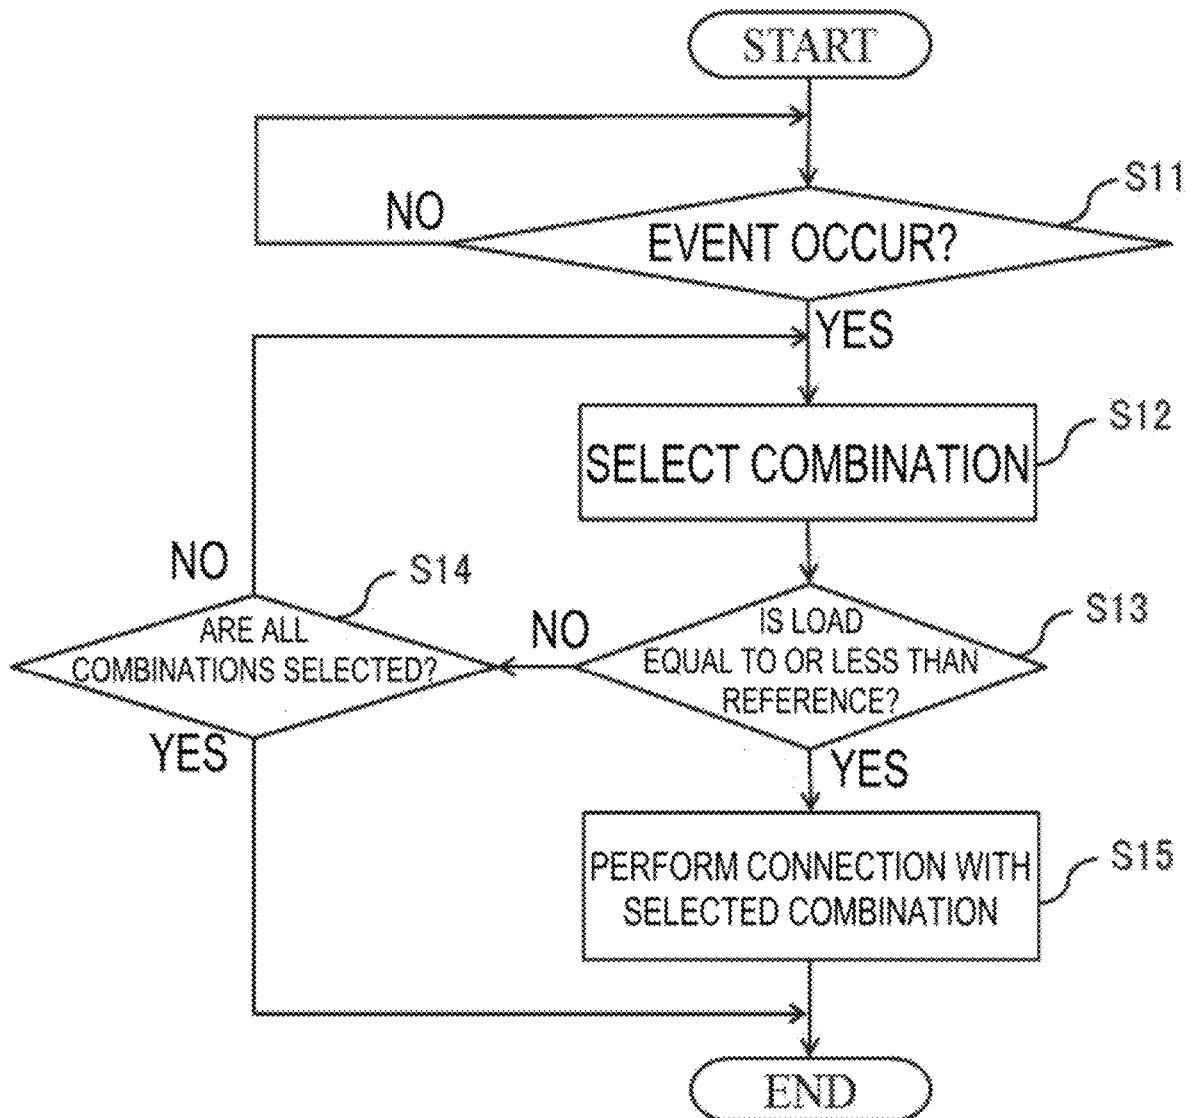 START
S11
NO
EVENT OCCUR?
YES
S12
SELECT COMBINATION
NO
S14
ARE ALL
COMBINATIONS SELECTED?
YES
NO
S13
IS LOAD
EQUAL TO OR LESS THAN
REFERENCE?
YES
S15
PERFORM CONNECTION WITH
SELECTED COMBINATION
END